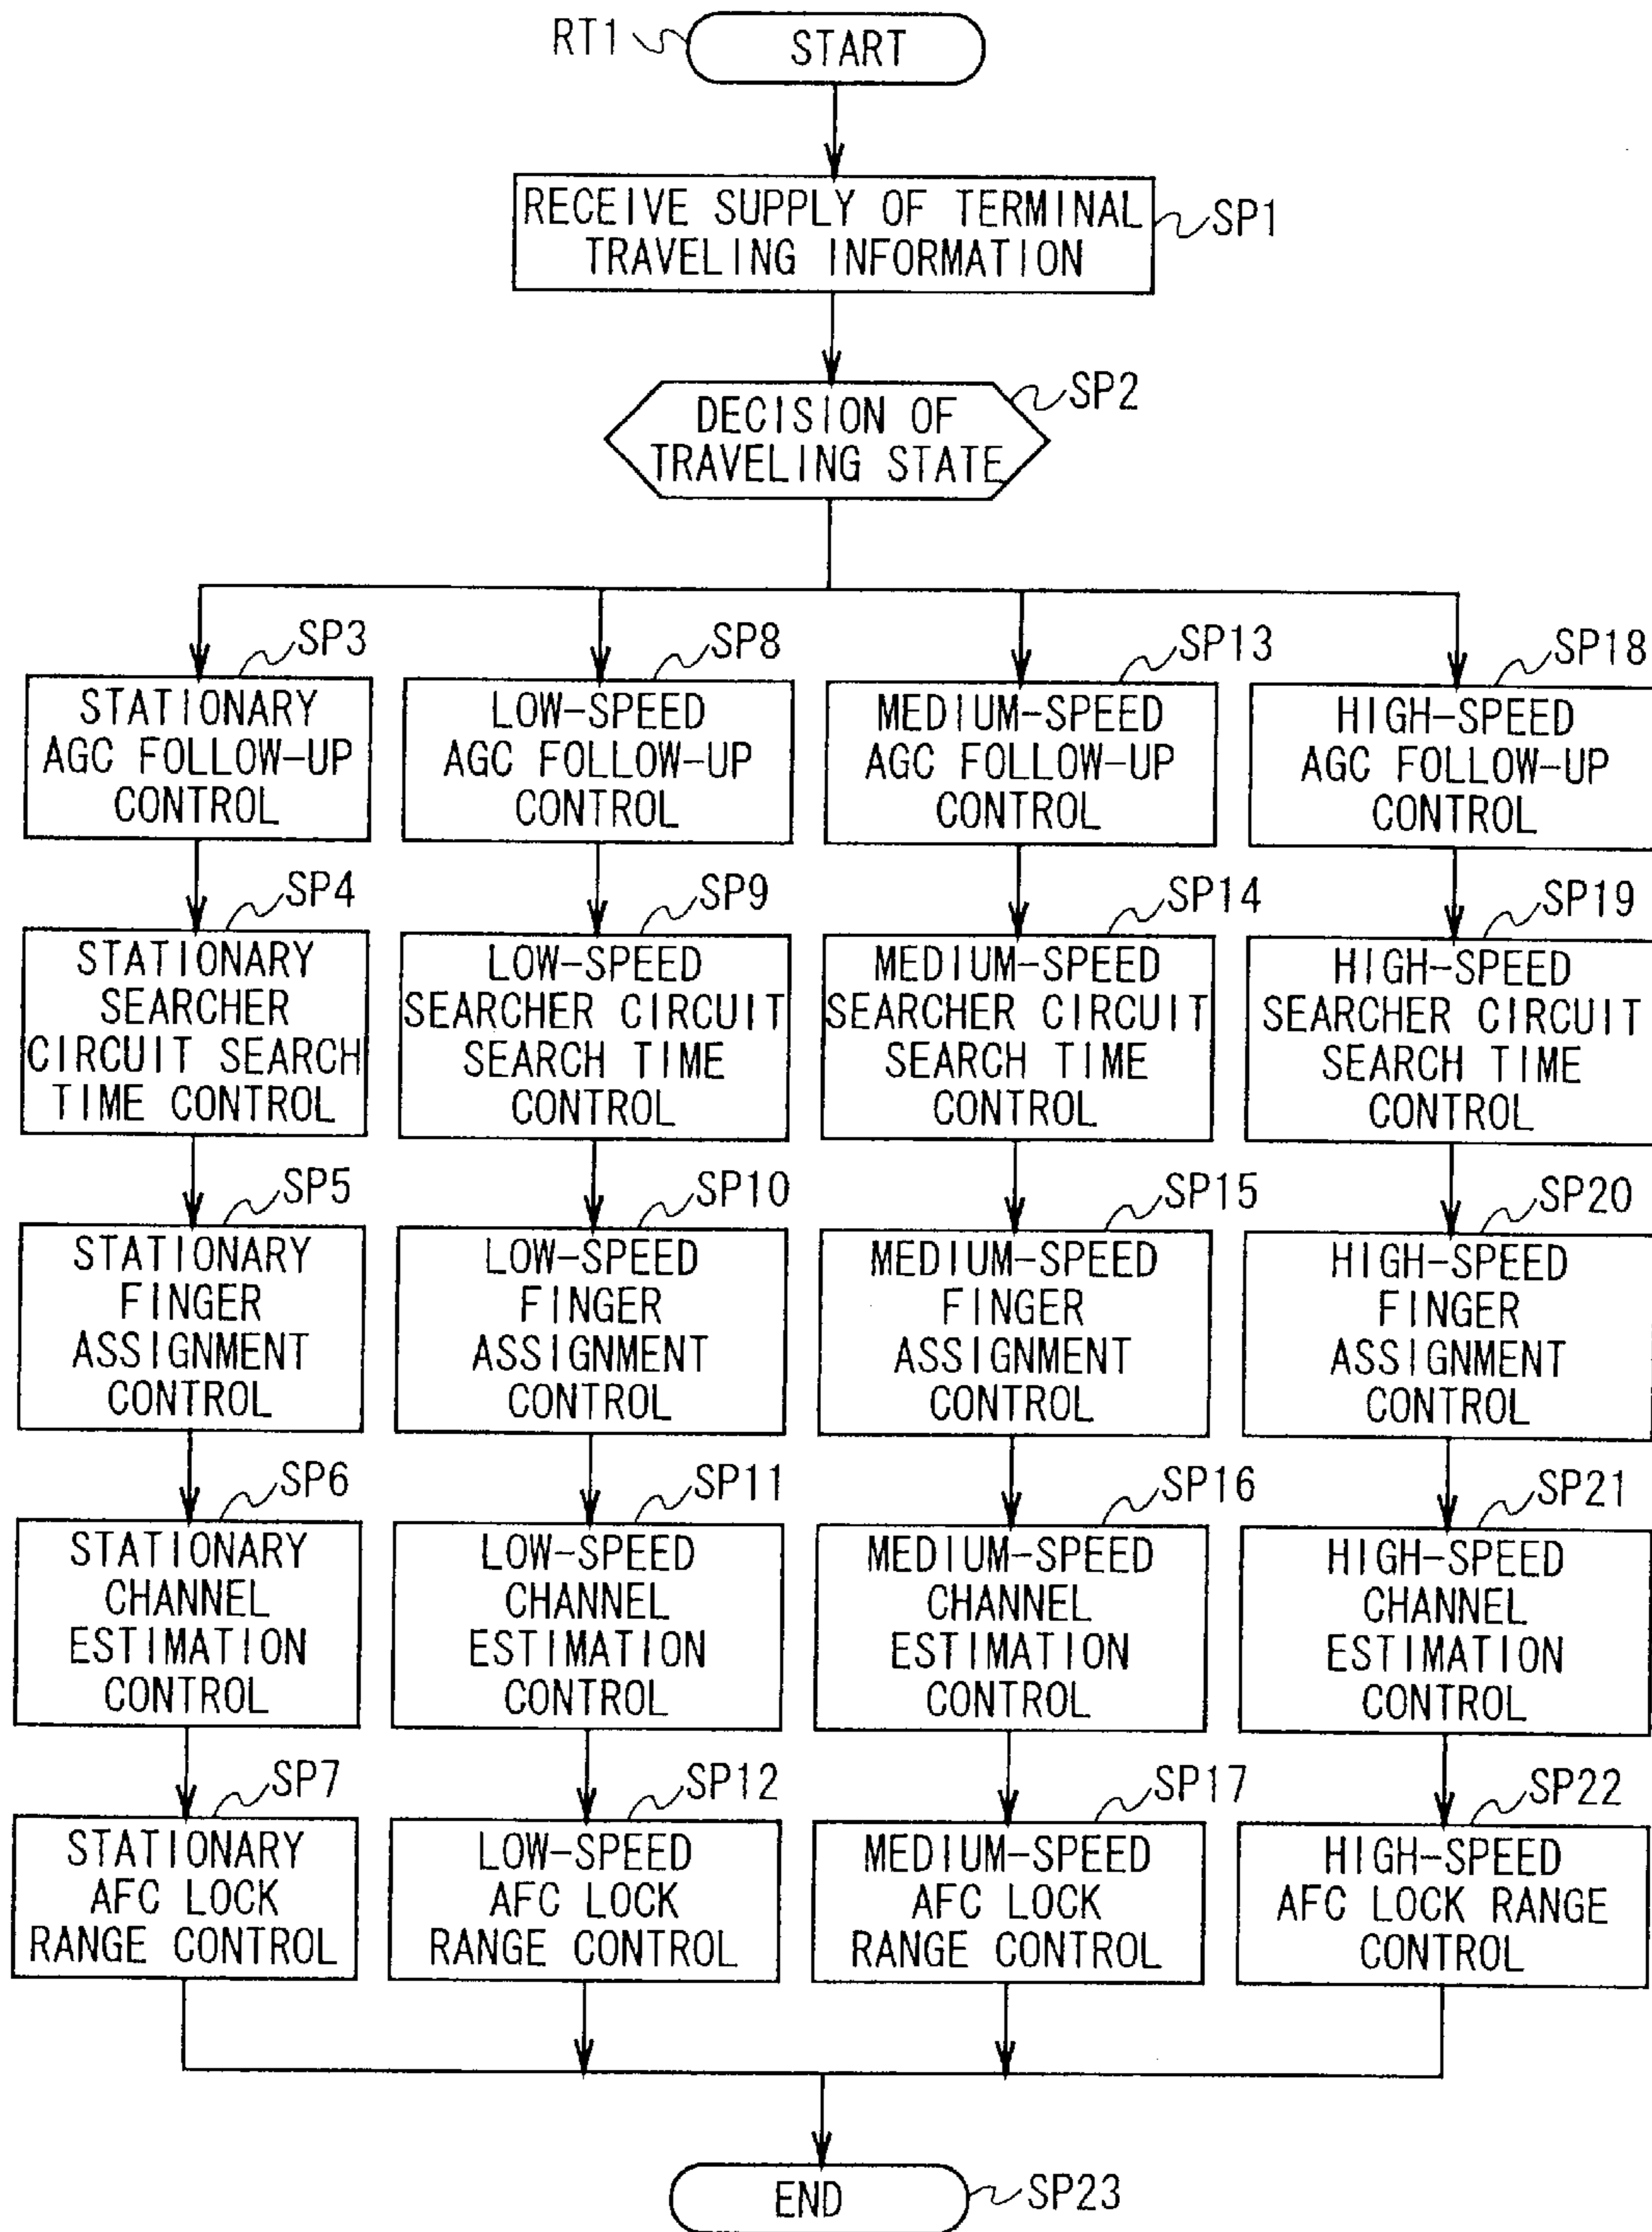 RT1
START
RECEIVE SUPPLY OF TERMINAL
TRAVELING INFORMATION
SP1
DECISION OF
TRAVELING STATE
SP2
SP3
STATIONARY
AGC FOLLOW-UP
CONTROL
SP8
LOW-SPEED
AGC FOLLOW-UP
CONTROL
SP13
MEDIUM-SPEED
AGC FOLLOW-UP
CONTROL
SP18
HIGH-SPEED
AGC FOLLOW-UP
CONTROL
SP4
STATIONARY
SEARCHER
CIRCUIT SEARCH
TIME CONTROL
SP9
LOW-SPEED
SEARCHER CIRCUIT
SEARCH TIME
CONTROL
SP14
MEDIUM-SPEED
SEARCHER CIRCUIT
SEARCH TIME
CONTROL
SP19
HIGH-SPEED
SEARCHER CIRCUIT
SEARCH TIME
CONTROL
SP5
STATIONARY
FINGER
ASSIGNMENT
CONTROL
SP10
LOW-SPEED
FINGER
ASSIGNMENT
CONTROL
SP15
MEDIUM-SPEED
FINGER
ASSIGNMENT
CONTROL
SP20
HIGH-SPEED
FINGER
ASSIGNMENT
CONTROL
SP6
STATIONARY
CHANNEL
ESTIMATION
CONTROL
SP11
LOW-SPEED
CHANNEL
ESTIMATION
CONTROL
SP16
MEDIUM-SPEED
CHANNEL
ESTIMATION
CONTROL
SP21
HIGH-SPEED
CHANNEL
ESTIMATION
CONTROL
SP7
STATIONARY
AFC LOCK
RANGE CONTROL
SP12
LOW-SPEED
AFC LOCK
RANGE CONTROL
SP17
MEDIUM-SPEED
AFC LOCK
RANGE CONTROL
SP22
HIGH-SPEED
AFC LOCK RANGE
CONTROL
END
SP23